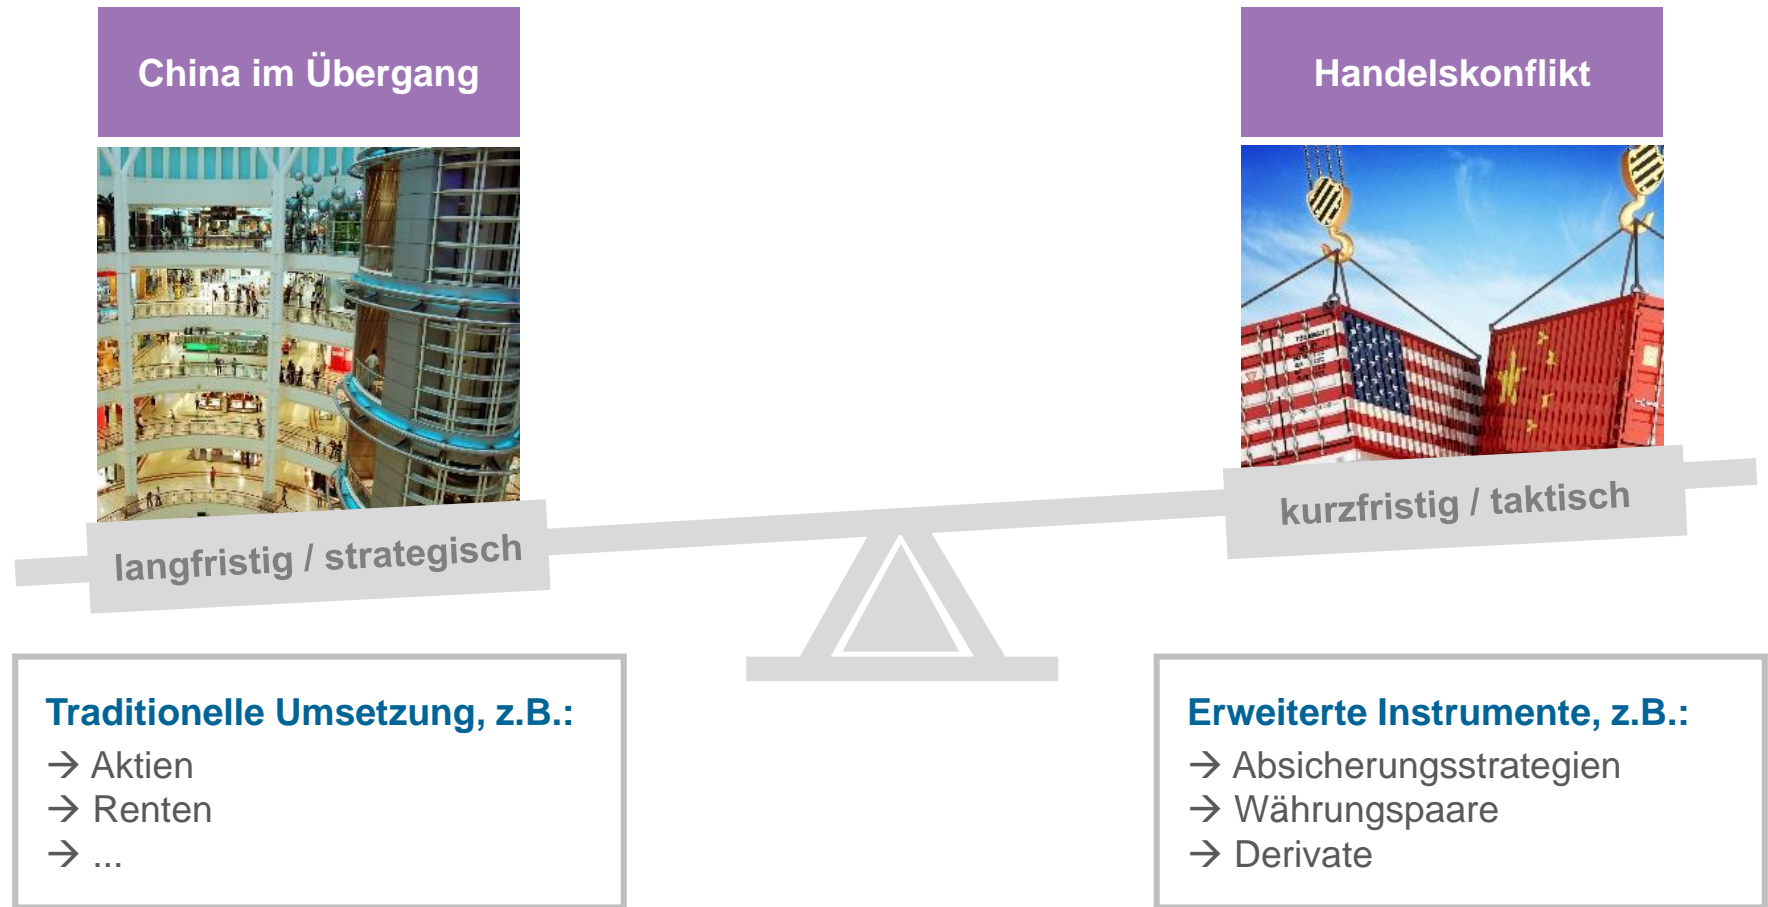 China im Übergang
Handelskonflikt
langfristig / strategisch
kurzfristig / taktisch
Traditionelle Umsetzung, z.B.:
→ Aktien
→ Renten
→ ...
Erweiterte Instrumente, z.B.:
→ Absicherungsstrategien
→ Währungspaare
→ Derivate